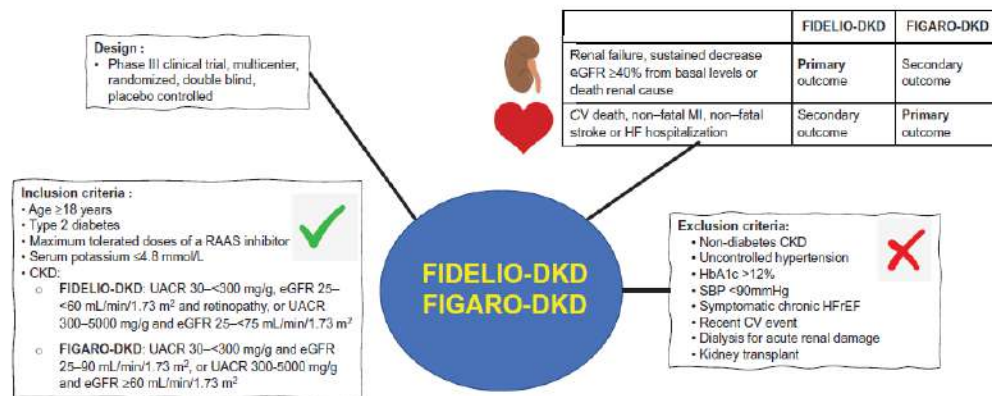 Design :
• Phase III clinical trial, multicenter,
randomized, double blind,
placebo controlled
FIDELIO-DKD FIGARO-DKD
Renal failure, sustained decrease
eGFR ≥40% from basal levels or
death renal cause
Primary
outcome
Secondary
outcome
CV death, non–fatal MI, non–fatal
stroke or HF hospitalization
Secondary
outcome
Primary
outcome
Inclusion criteria :
• Age ≥18 years
• Type 2 diabetes
• Maximum tolerated doses of a RAAS inhibitor
• Serum potassium ≤4.8 mmol/L
• CKD:
○ FIDELIO-DKD: UACR 30–<300 mg/g, eGFR 25–
<60 mL/min/1.73 m² and retinopathy, or UACR
300–5000 mg/g and eGFR 25–<75 mL/min/1.73 m²
○ FIGARO-DKD: UACR 30–<300 mg/g and eGFR
25–90 mL/min/1.73 m², or UACR 300-5000 mg/g
and eGFR ≥60 mL/min/1.73 m²
FIDELIO-DKD
FIGARO-DKD
Exclusion criteria:
• Non-diabetes CKD
• Uncontrolled hypertension
• HbA1c >12%
• SBP <90mmHg
• Symptomatic chronic HFrEF
• Recent CV event
• Dialysis for acute renal damage
• Kidney transplant